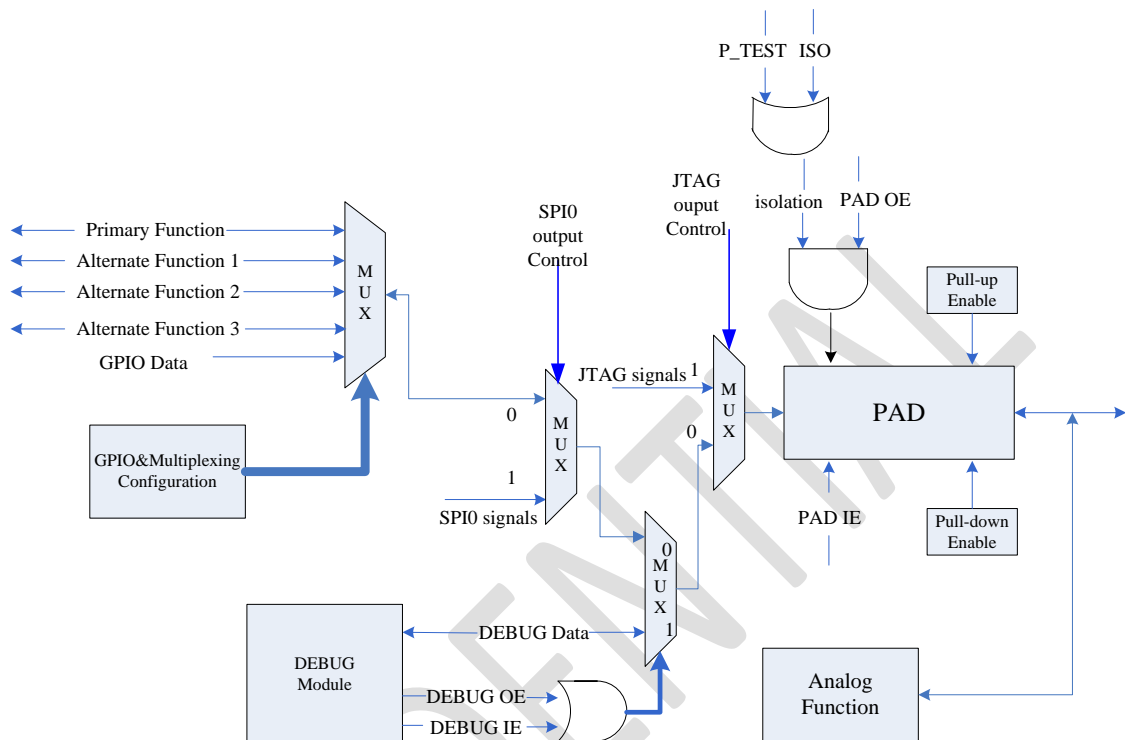 P_TEST ISO
JTAG
ouput
Control
isolation PAD OE
SPI0
output
Control
Primary Function
Alternate Function 1
Alternate Function 2
Alternate Function 3
GPIO Data
M
U
X
Pull-up
Enable
JTAG signals 1
0
M
U
X
PAD
0
M
U
X
1
SPI0 signals
GPIO&Multiplexing
Configuration
PAD IE
Pull-down
Enable
0
M
U
X
1
DEBUG Data
DEBUG
Module
DEBUG OE
DEBUG IE
Analog
Function
DENTIAL